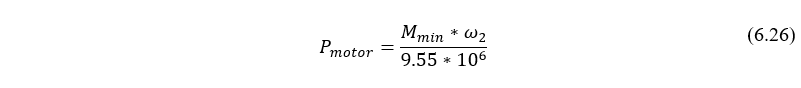 P_motor = (M_min * ω_2) / (9.55 * 10^6) (6.26)